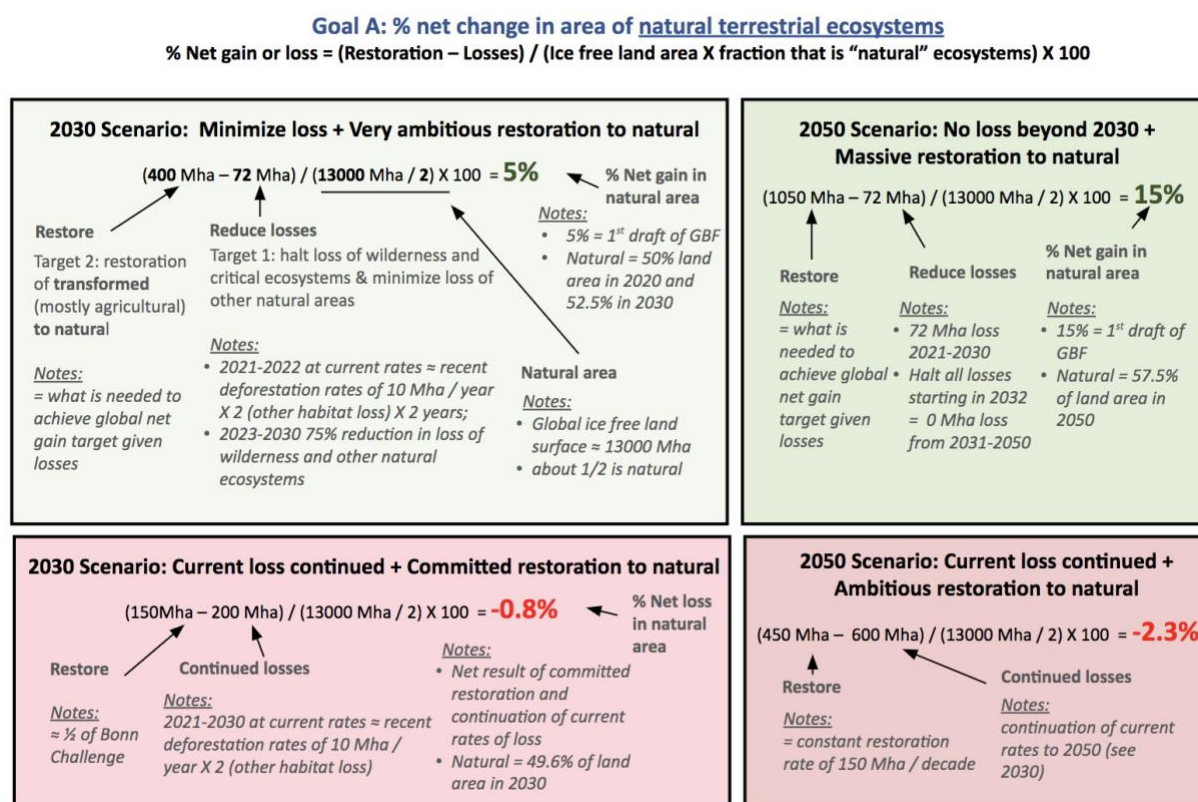 Goal A: % net change in area of natural terrestrial ecosystems
% Net gain or loss = (Restoration – Losses) / (Ice free land area X fraction that is “natural” ecosystems) X 100
2030 Scenario: Minimize loss + Very ambitious restoration to natural
(400 Mha – 72 Mha) / (13000 Mha / 2) X 100 = 5%
% Net gain in
natural area
Notes:
• 5% = 1st draft of GBF
• Natural = 50% land
area in 2020 and
52.5% in 2030
Restore
Target 2: restoration
of transformed
(mostly agricultural)
to natural
Notes:
= what is needed to
achieve global net
gain target given
losses
Reduce losses
Target 1: halt loss of wilderness and
critical ecosystems & minimize loss of
other natural areas
Notes:
• 2021-2022 at current rates ≈ recent
deforestation rates of 10 Mha / year
X 2 (other habitat loss) X 2 years;
• 2023-2030 75% reduction in loss of
wilderness and other natural
ecosystems
Natural area
Notes:
• Global ice free land
surface ≈ 13000 Mha
• about 1/2 is natural
2050 Scenario: No loss beyond 2030 +
Massive restoration to natural
(1050 Mha – 72 Mha) / (13000 Mha / 2) X 100 = 15%
% Net gain
in natural
area
Restore
Notes:
= what is
needed to
achieve global
net gain
target given
losses
Reduce losses
Notes:
• 72 Mha loss
2021-2030
• Halt all losses
starting in 2032
= 0 Mha loss
from 2031-2050
Notes:
• 15% = 1st draft of
GBF
• Natural = 57.5%
of land area in
2050
2030 Scenario: Current loss continued + Committed restoration to natural
(150Mha – 200 Mha) / (13000 Mha / 2) X 100 = -0.8%
% Net loss
in natural
area
Restore
Notes:
≈ ½ of Bonn
Challenge
Continued losses
Notes:
2021-2030 at current rates ≈ recent
deforestation rates of 10 Mha /
year X 2 (other habitat loss)
Notes:
• Net result of committed
restoration and
continuation of current
rates of loss
• Natural = 49.6% of land
area in 2030
2050 Scenario: Current loss continued +
Ambitious restoration to natural
(450 Mha – 600 Mha) / (13000 Mha / 2) X 100 = -2.3%
Restore
Notes:
= constant restoration
rate of 150 Mha / decade
Continued losses
Notes:
continuation of current
rates to 2050 (see
2030)